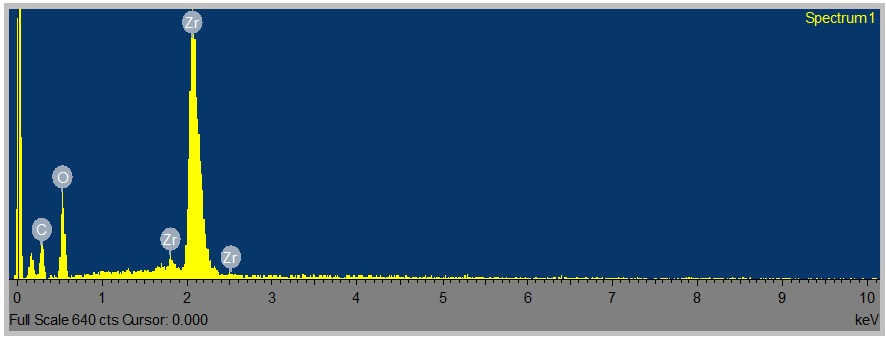 Spectrum 1
Zr
O
C
Zr
Zr
0 1 2 3 4 5 6 7 8 9 10
Full Scale 640 cts Cursor: 0.000 keV